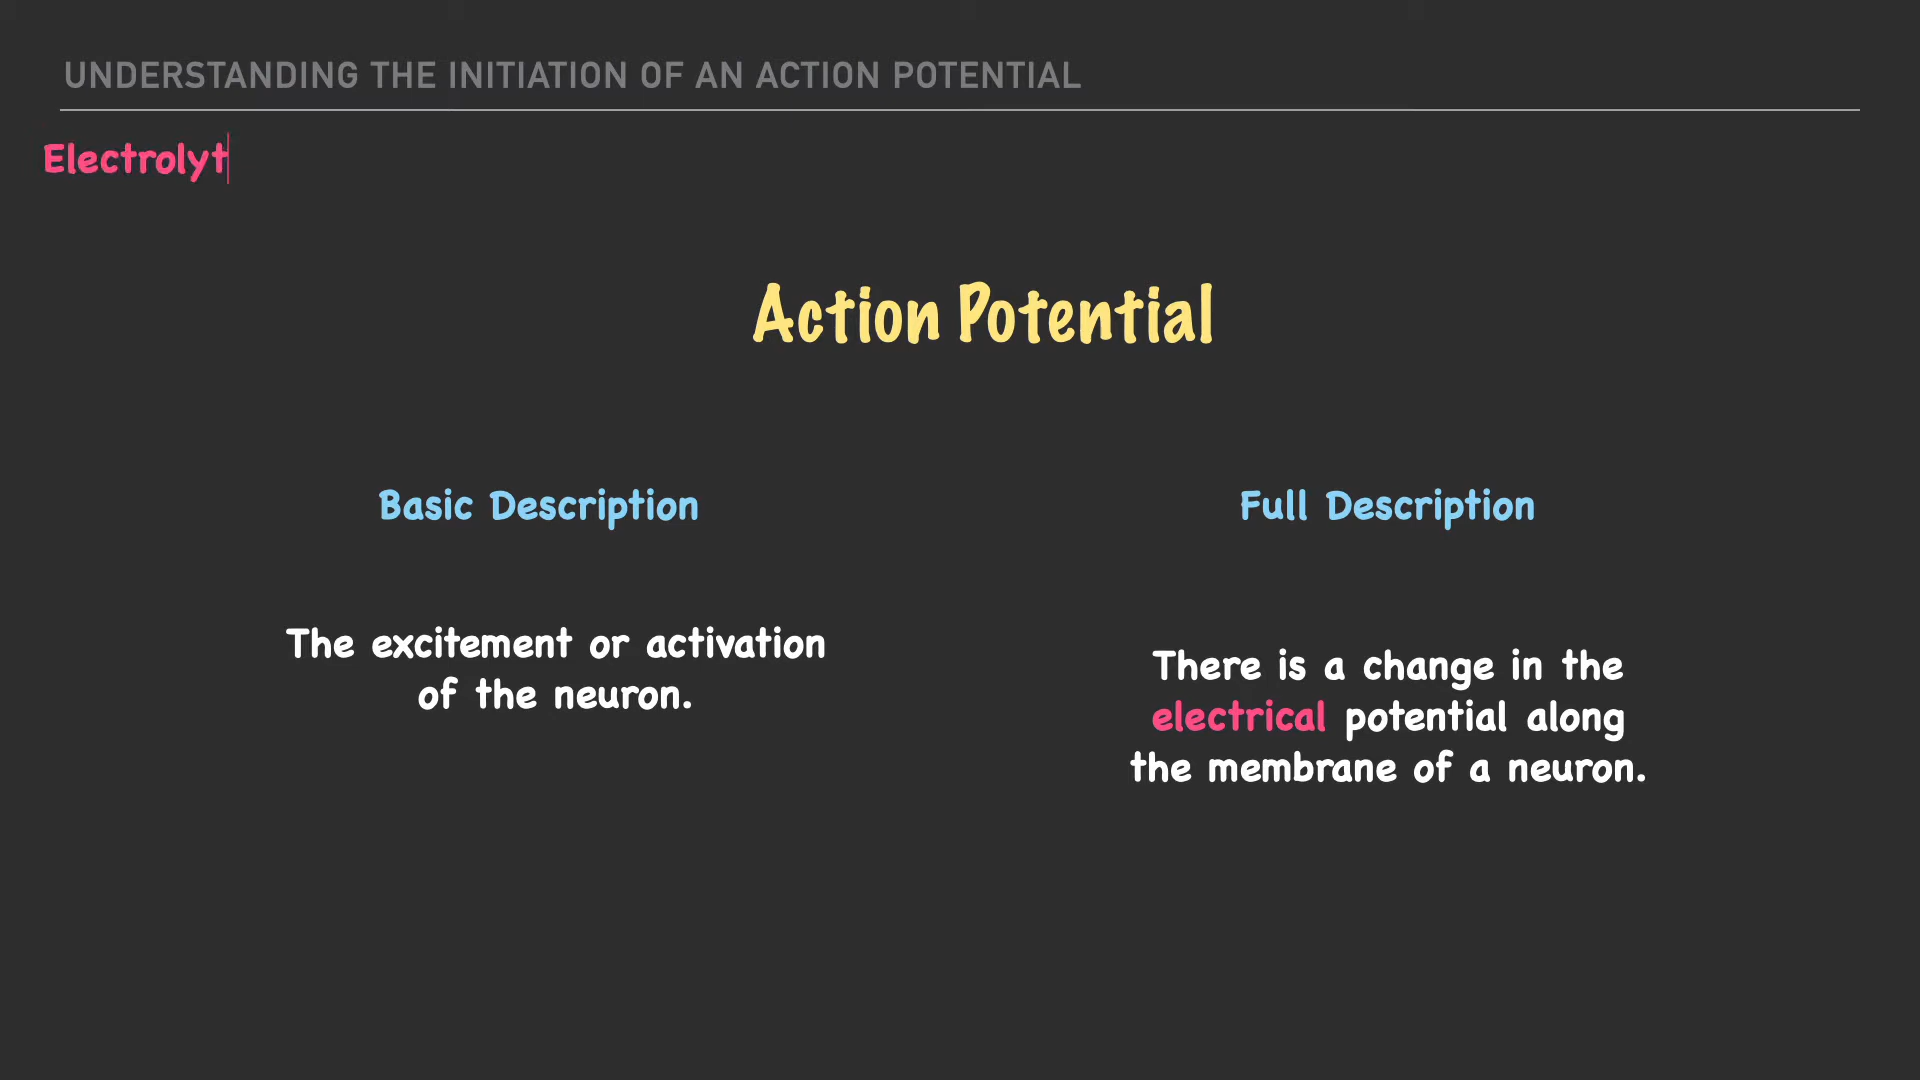 UNDERSTANDING THE INITIATION OF AN ACTION POTENTIAL
Electrolyt
Action Potential
Basic Description
The excitement or activation
of the neuron.
Full Description
There is a change in the
electrical potential along
the membrane of a neuron.